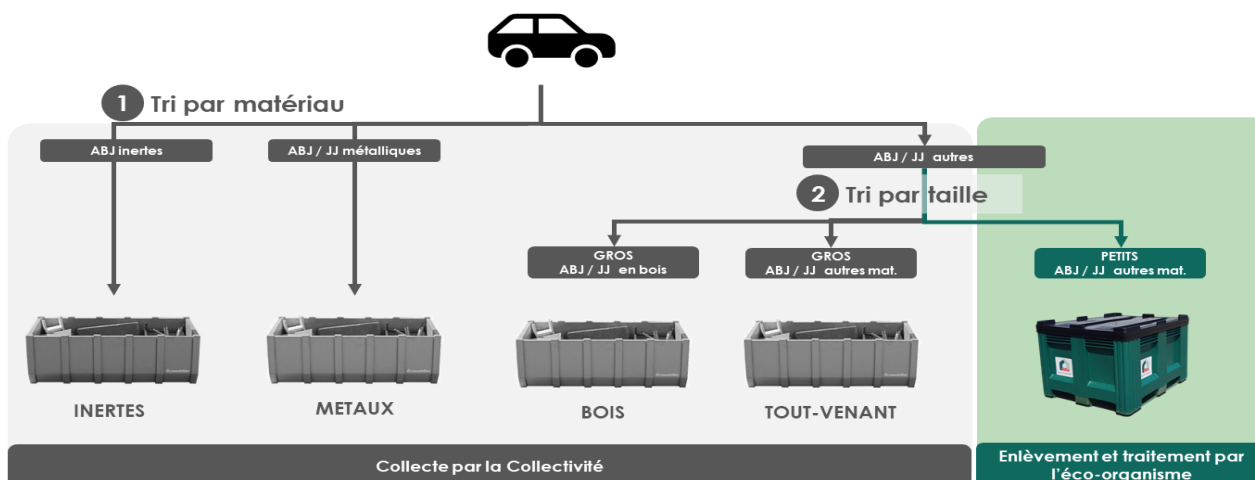 1 Tri par matériau
ABJ inertes
ABJ / JJ métalliques
ABJ / JJ autres
2 Tri par taille
GROS
ABJ / JJ en bois
GROS
ABJ / JJ autres mat.
PETITS
ABJ / JJ autres mat.
INERTES
METAUX
BOIS
TOUT-VENANT
Collecte par la Collectivité
Enlèvement et traitement par
l'éco-organisme